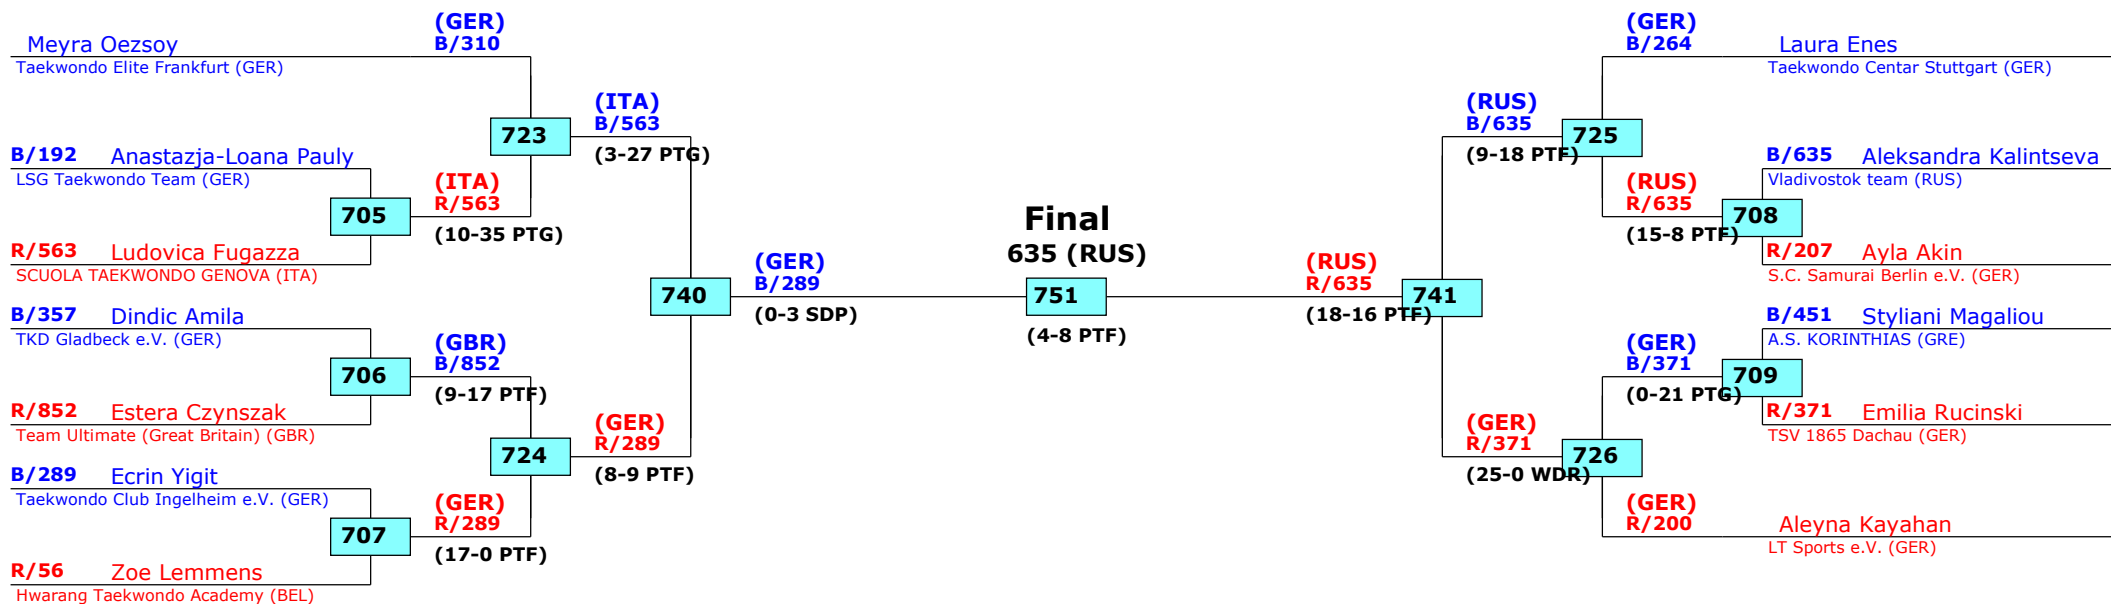 (GER)
B/310
Meyra Oezsoy
Taekwondo Elite Frankfurt (GER)
(ITA)
B/563
723
(3-27 PTG)
B/192 Anastazja-Loana Pauly
LSG Taekwondo Team (GER)
(ITA)
R/563
705
(10-35 PTG)
R/563 Ludovica Fugazza
SCUOLA TAEKWONDO GENOVA (ITA)
(GER)
B/289
740
(0-3 SDP)
B/357 Dindic Amila
TKD Gladbeck e.V. (GER)
(GBR)
B/852
706
(9-17 PTF)
R/852 Estera Czynszak
Team Ultimate (Great Britain) (GBR)
(GER)
R/289
724
(8-9 PTF)
B/289 Ecrin Yigit
Taekwondo Club Ingelheim e.V. (GER)
(GER)
R/289
707
(17-0 PTF)
R/56 Zoe Lemmens
Hwarang Taekwondo Academy (BEL)
Final
635 (RUS)
751
(4-8 PTF)
(GER)
B/264
Laura Enes
Taekwondo Centar Stuttgart (GER)
(RUS)
B/635
725
(9-18 PTF)
B/635 Aleksandra Kalintseva
Vladivostok team (RUS)
(RUS)
R/635
708
(15-8 PTF)
R/207 Ayla Akin
S.C. Samurai Berlin e.V. (GER)
(RUS)
R/635
741
(18-16 PTF)
B/451 Styliani Magaliou
A.S. KORINTHIAS (GRE)
(GER)
B/371
709
(0-21 PTG)
R/371 Emilia Rucinski
TSV 1865 Dachau (GER)
(GER)
R/371
726
(25-0 WDR)
(GER)
R/200
Aleyna Kayahan
LT Sports e.V. (GER)